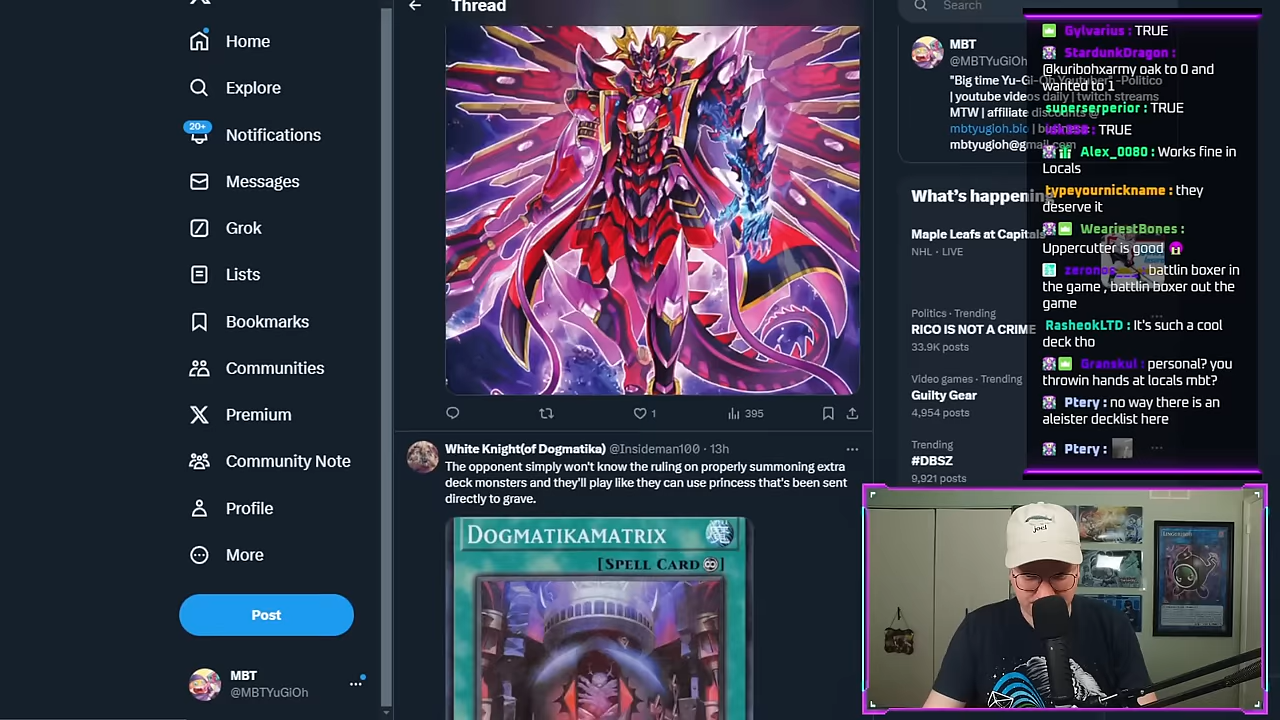 Thread
Home
Explore
20+
Notifications
Messages
Grok
Lists
Bookmarks
Communities
Premium
Community Note
Profile
More
Post
MBT
@MBTYuGiOh
1
395
White Knight(of Dogmatika) @Insideman100 · 13h
The opponent simply won't know the ruling on properly summoning extra
deck monsters and they'll play like they can use princess that's been sent
directly to grave.
DOGMATIKAMATRIX
[SPELL CARD]
Search
MBT
@MBTYuGiOh
"Big time Yu-Gi-Oh Youtuber" -Politico
| youtube videos daily | twitch streams
MTW | affiliate discounts @
mbtyugioh.blo
mbtyugioh@gmail.com
What's happening
Maple Leafs at Capitals
NHL · LIVE
Politics · Trending
RICO IS NOT A CRIME
33.9K posts
Video games · Trending
Guilty Gear
4,954 posts
Trending
#DBSZ
9,921 posts
Gylvarius : TRUE
StardunkDragon :
@kuribohxarmy oak to 0 and
wanted to 1
superserperior : TRUE
: TRUE
Alex_0080 : Works fine in
Locals
typeyournickname : they
deserve it
WeariestBones :
Uppercutter is good
battlin boxer in
the game , battlin boxer out the
game
RasheokLTD : It's such a cool
deck tho
Granskul : personal? you
throwin hands at locals mbt?
Ptery : no way there is an
aleister decklist here
Ptery :
joel